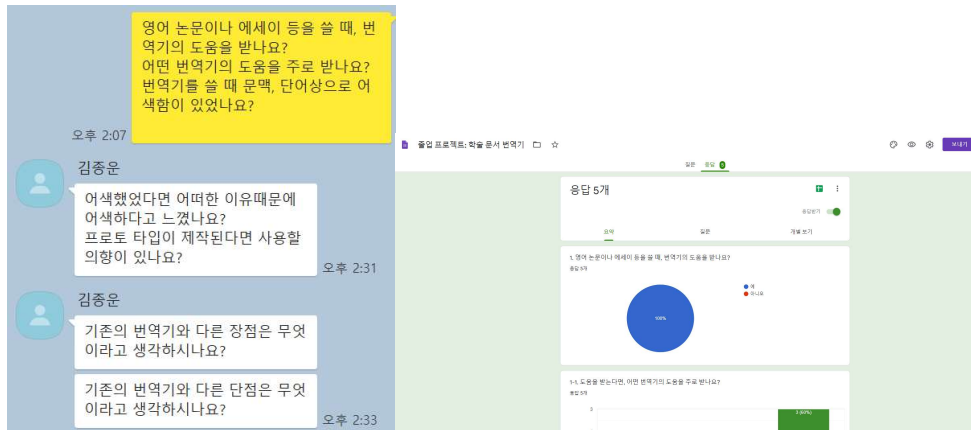 영어 논문이나 에세이 등을 쓸 때, 번
역기의 도움을 받나요?
어떤 번역기의 도움을 주로 받나요?
번역기를 쓸 때 문맥, 단어상으로 어
색함이 있었나요?
오후 2:07
김종운
어색했었다면 어떠한 이유때문에
어색하다고 느꼈나요?
프로토 타입이 제작된다면 사용할
의향이 있나요?
오후 2:31
김종운
기존의 번역기와 다른 장점은 무엇
이라고 생각하시나요?
기존의 번역기와 다른 단점은 무엇
이라고 생각하시나요?
오후 2:33
졸업 프로젝트: 학술 문서 번역기
보내기
질문 응답 5
응답 5개
응답받기
요약 질문 개별 보기
1. 영어 논문이나 에세이 등을 쓸 때, 번역기의 도움을 받나요?
응답 5개
예
아니요
100%
1-1. 도움을 받는다면, 어떤 번역기의 도움을 주로 받나요?
응답 5개
3
3 (60%)